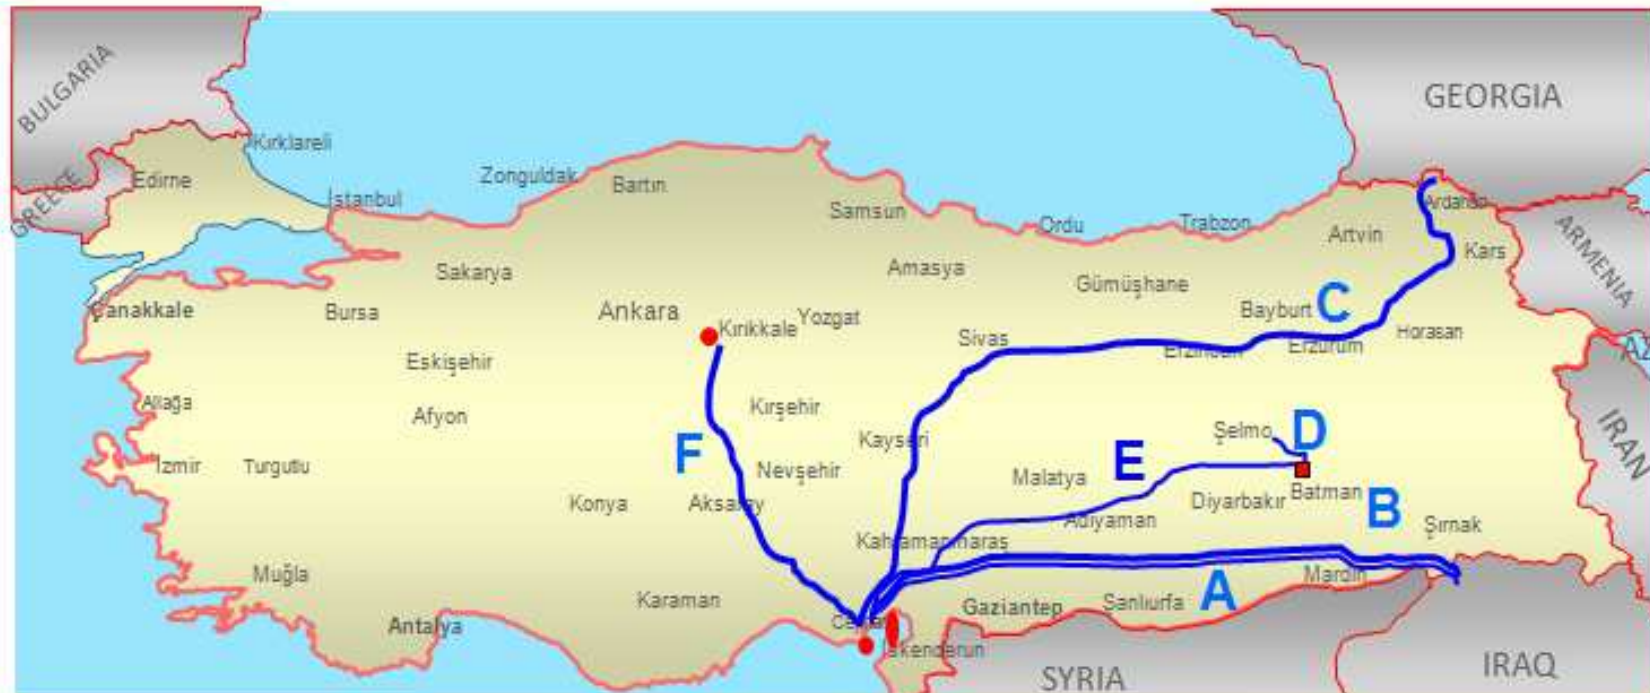 BULGARIA
GEORGIA
Kırklareli
GREECE
Edirne
Zonguldak
Bartın
İstanbul
Ardahan
Samsun
Ordu
Trabzon
Artvin
Kars
ARMENIA
Sakarya
Amasya
Gümüşhane
Çanakkale
Bursa
Ankara
Kırıkkale
Yozgat
Bayburt
C
Sivas
Horasan
Erzincan
Erzurum
AZ
Eskişehir
Aliağa
Afyon
Kırşehir
Kayseri
Şelmo
D
IRAN
İzmir
Turgutlu
F
Nevşehir
Malatya
E
Konya
Aksaray
Diyarbakır
Batman
B
Adıyaman
Şırnak
Kahramanmaraş
Muğla
Mardin
Karaman
Gaziantep
Şanlıurfa
A
Antalya
Ceyhan
İskenderun
SYRIA
IRAQ